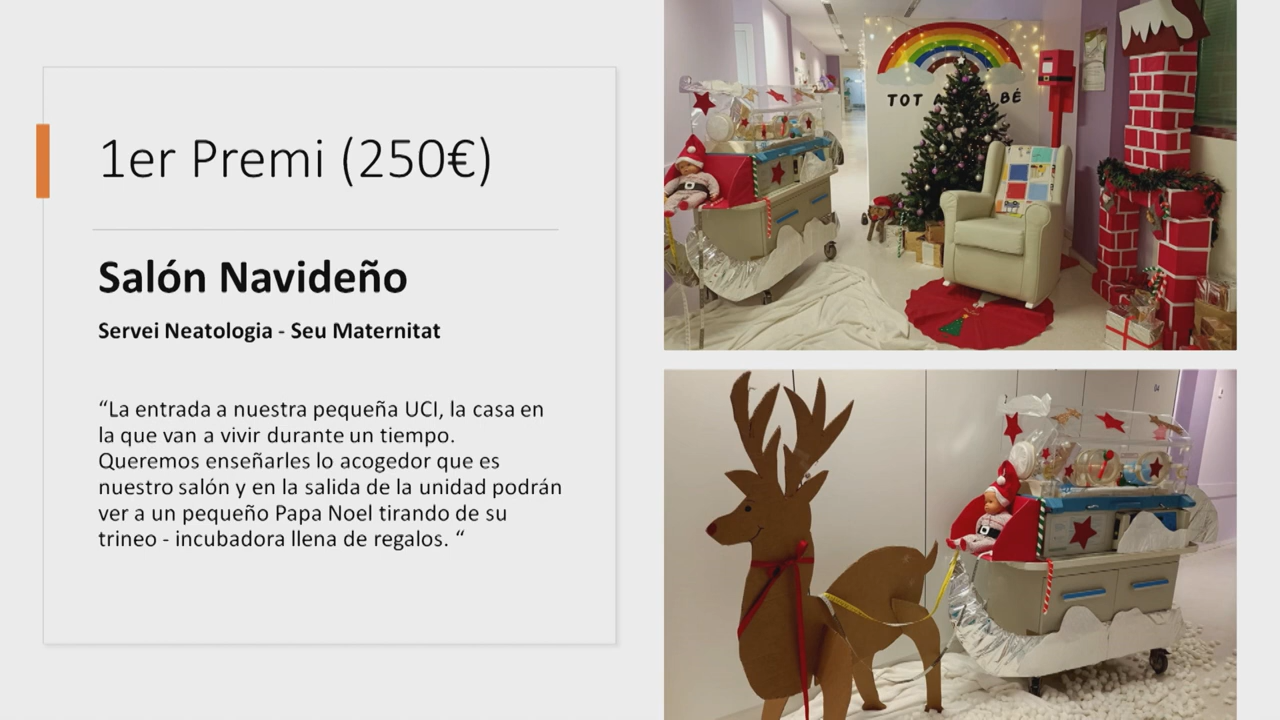 1er Premi (250€)
Salón Navideño
Servei Neatologia - Seu Maternitat
“La entrada a nuestra pequeña UCI, la casa en
la que van a vivir durante un tiempo.
Queremos enseñarles lo acogedor que es
nuestro salón y en la salida de la unidad podrán
ver a un pequeño Papa Noel tirando de su
trineo - incubadora llena de regalos. “
TOT A BÉ